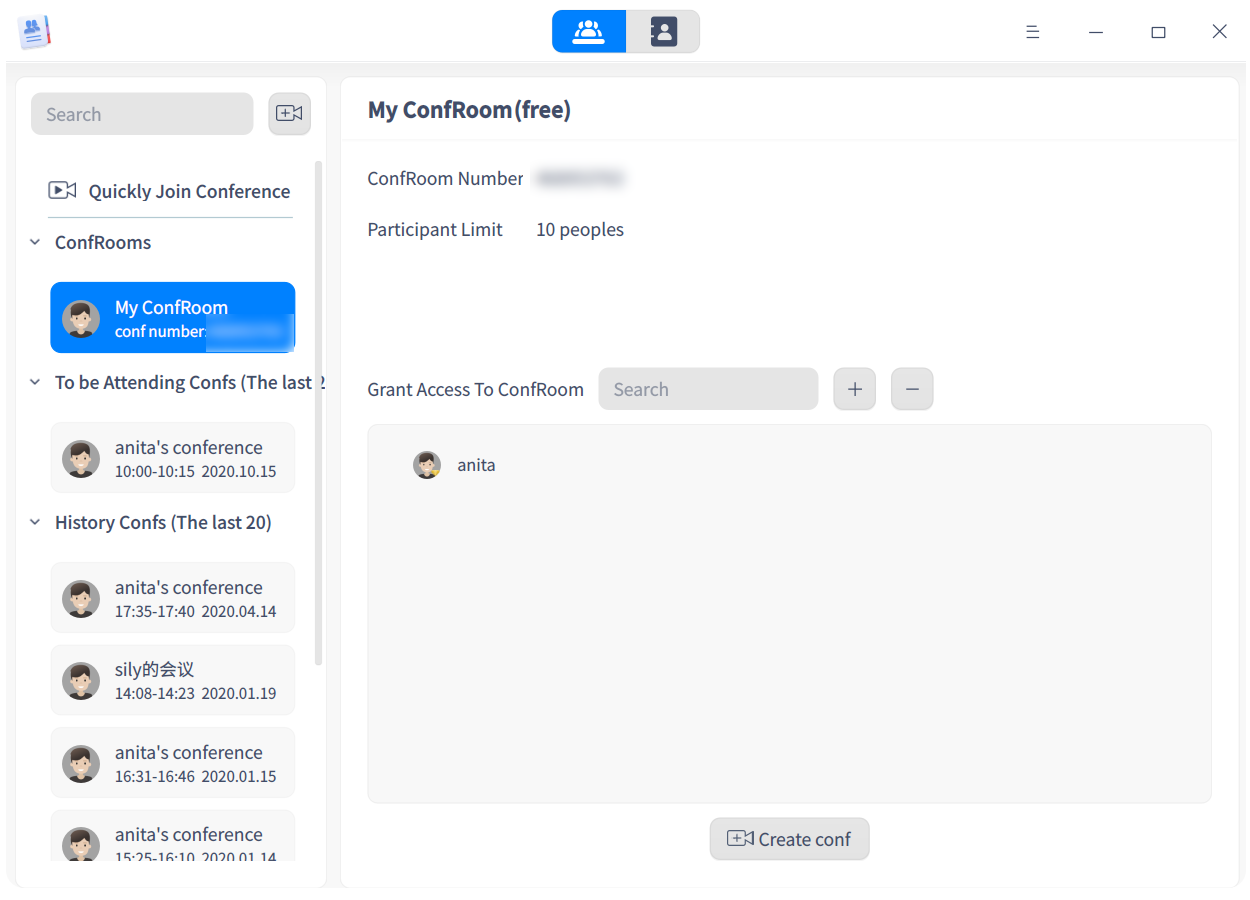 Search
Quickly Join Conference
ConfRooms
My ConfRoom
conf number:
To be Attending Confs (The last 2
anita's conference
10:00-10:15 2020.10.15
History Confs (The last 20)
anita's conference
17:35-17:40 2020.04.14
sily的会议
14:08-14:23 2020.01.19
anita's conference
16:31-16:46 2020.01.15
anita's conference
15:25-16:10 2020.01.14
My ConfRoom(free)
ConfRoom Number
Participant Limit 10 peoples
Grant Access To ConfRoom Search
anita
Create conf